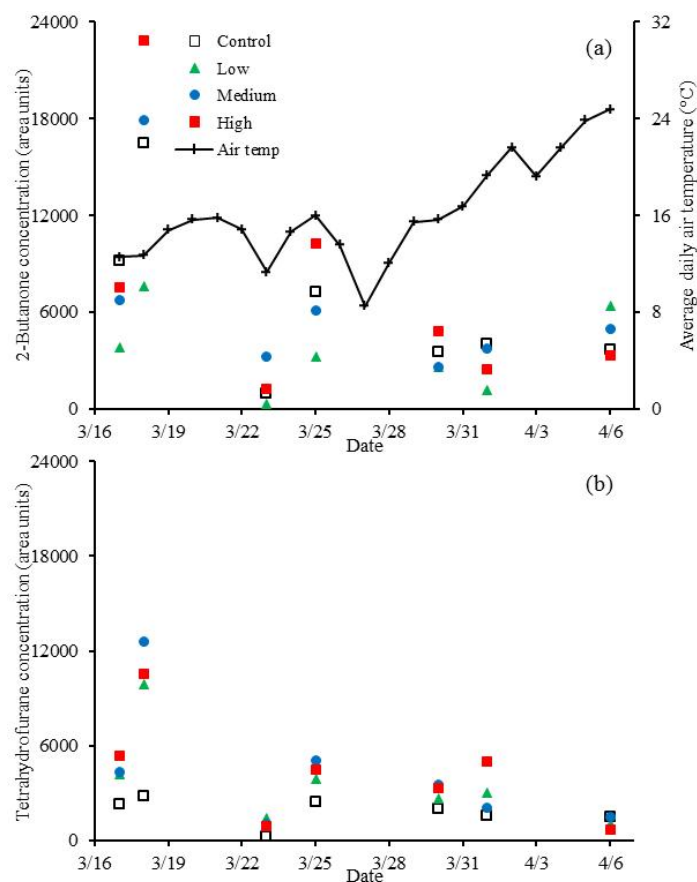 24000
18000
12000
6000
0
2-Butanone concentration (area units)
Control
Low
Medium
High
Air temp
(a)
32
24
16
8
0
Average daily air temperature (°C)
3/16 3/19 3/22 3/25 3/28 3/31 4/3 4/6
Date
24000
18000
12000
6000
0
Tetrahydrofurane concentration (area units)
(b)
3/16 3/19 3/22 3/25 3/28 3/31 4/3 4/6
Date